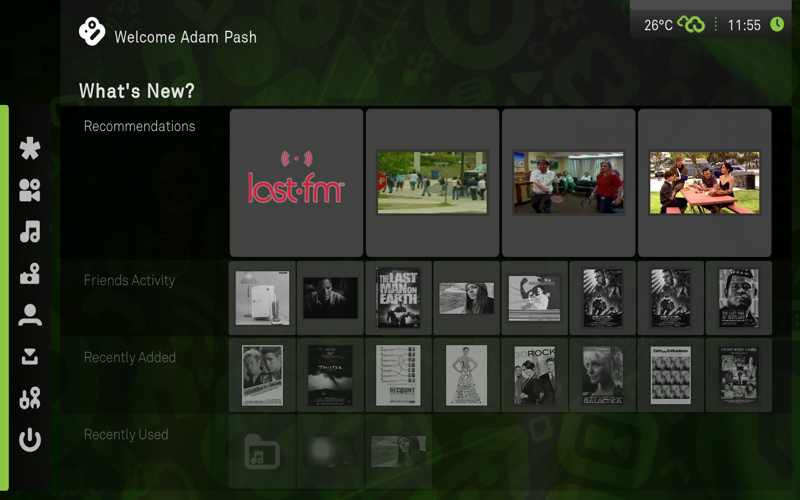 Welcome Adam Pash
26°C
11:55
What's New?
Recommendations
last·fm
Friends Activity
THE LAST
MAN ON
EARTH
Recently Added
RECOUNT
30ROCK
GALACTICA
Recently Used